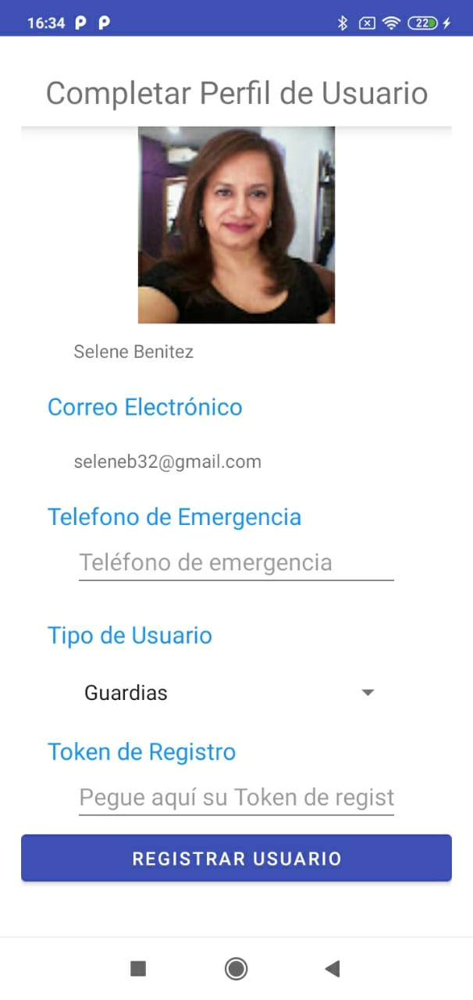 16:34
22
Completar Perfil de Usuario
Selene Benitez
Correo Electrónico
seleneb32@gmail.com
Telefono de Emergencia
Teléfono de emergencia
Tipo de Usuario
Guardias
Token de Registro
Pegue aquí su Token de regist
REGISTRAR USUARIO